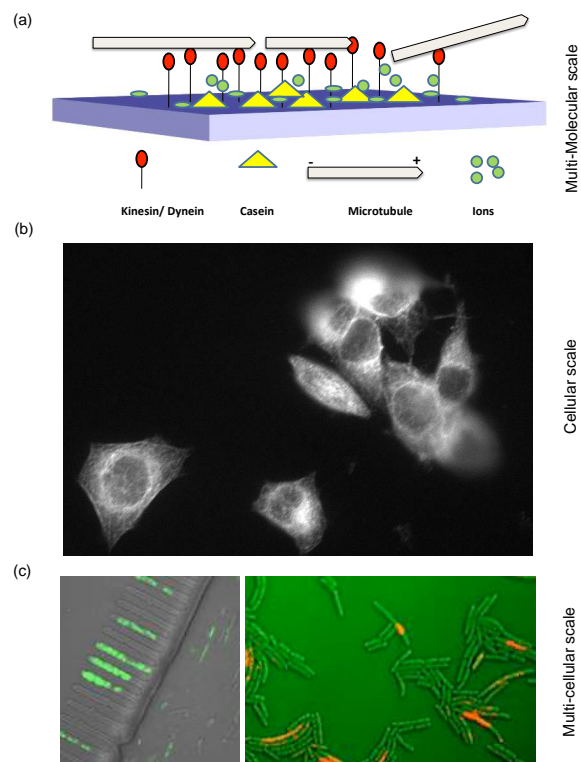 (a)
Multi-Molecular scale
- +
Kinesin/ Dynein Casein Microtubule Ions
(b)
Cellular scale
(c)
Multi-cellular scale